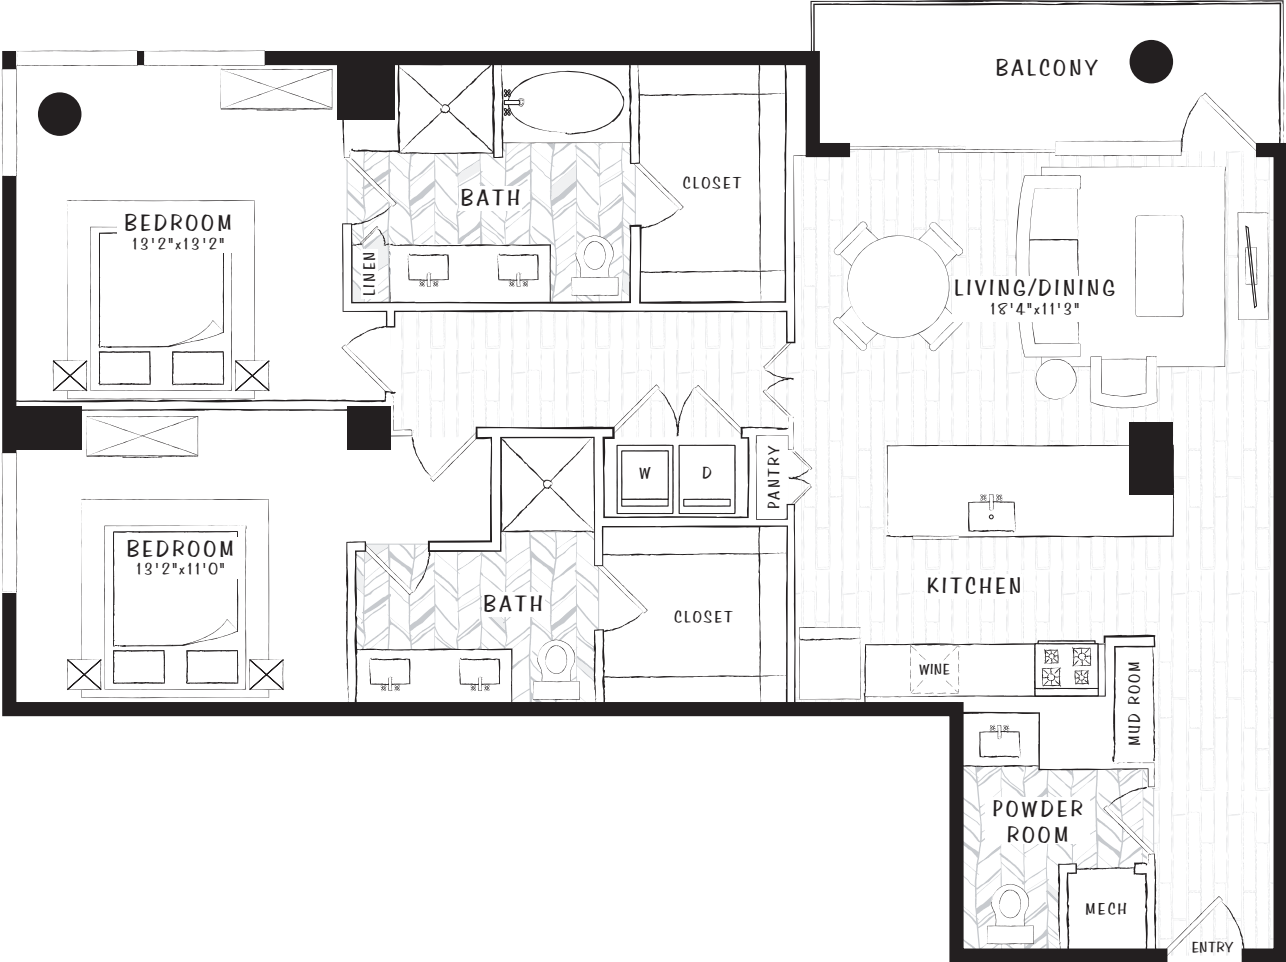 BALCONY
CLOSET
BATH
BEDROOM
13'2"x13'2"
LINEN
LIVING/DINING
18'4"x11'3"
W
D
PANTRY
BEDROOM
13'2"x11'0"
KITCHEN
BATH
CLOSET
WINE
MUD ROOM
POWDER
ROOM
MECH
ENTRY